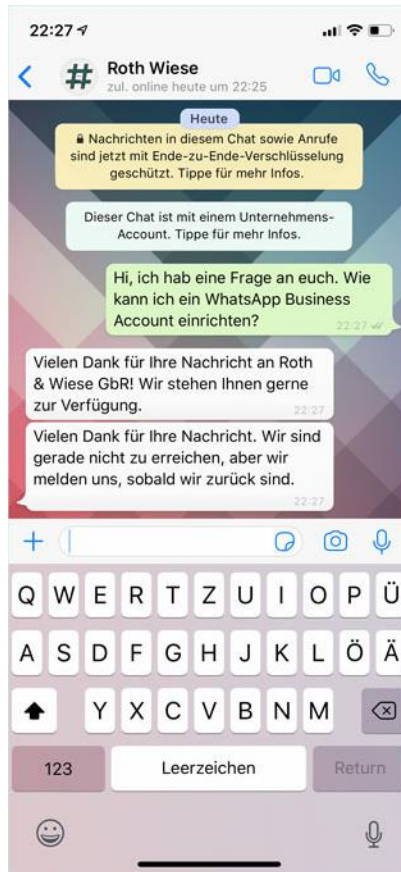 22:27
Roth Wiese
zul. online heute um 22:25
Heute
Nachrichten in diesem Chat sowie Anrufe
sind jetzt mit Ende-zu-Ende-Verschlüsselung
geschützt. Tippe für mehr Infos.
Dieser Chat ist mit einem Unternehmens-
Account. Tippe für mehr Infos.
Hi, ich hab eine Frage an euch. Wie
kann ich ein WhatsApp Business
Account einrichten?
22:27
Vielen Dank für Ihre Nachricht an Roth
& Wiese GbR! Wir stehen Ihnen gerne
zur Verfügung.
22:27
Vielen Dank für Ihre Nachricht. Wir sind
gerade nicht zu erreichen, aber wir
melden uns, sobald wir zurück sind.
22:27
Q W E R T Z U I O P Ü
A S D F G H J K L Ö Ä
Y X C V B N M
123 Leerzeichen Return